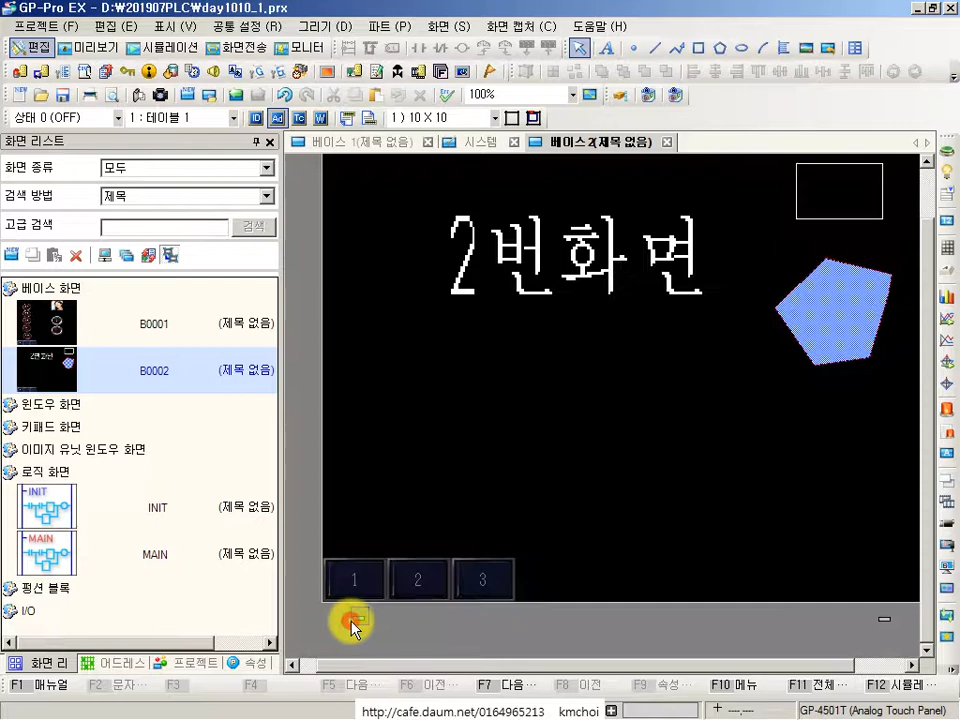 GP-Pro EX - D:\201907PLC\day1010_1.prx
프로젝트 (F) 편집 (E) 표시 (V) 공통 설정 (R) 그리기 (D) 파트 (P) 화면 (S) 화면 캡처 (C) 도움말 (H)
편집 미리보기 시뮬레이션 화면전송 모니터
100%
상태 0 (OFF) 1 : 테이블 1 ID Ad Tc W 1 ) 10 X 10
화면 리스트
베이스 1(제목 없음) 시스템 베이스 2(제목 없음)
화면 종류 모두
검색 방법 제목
고급 검색 검색
베이스 화면
B0001 (제목 없음)
B0002 (제목 없음)
윈도우 화면
키패드 화면
이미지 유닛 윈도우 화면
로직 화면
INIT INIT (제목 없음)
MAIN MAIN (제목 없음)
펑션 블록
I/O
2번화면
1 2 3
화면 리 어드레스 프로젝트 속성
F1 매뉴얼 F2 문자… F3 F4 F5 다음… F6 이전… F7 다음… F8 이전 F9 속성… F10 메뉴 F11 전체… F12 시뮬레…
http://cafe.daum.net/0164965213 kmchoi ----,---- GP-4501T (Analog Touch Panel)